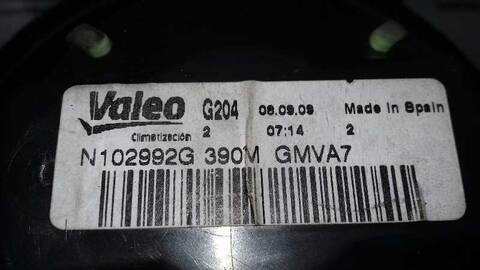 Valeo G204 08.09.09 Made in Spain
Climatización 2 07:14 2
N102992G 390M GMVA7